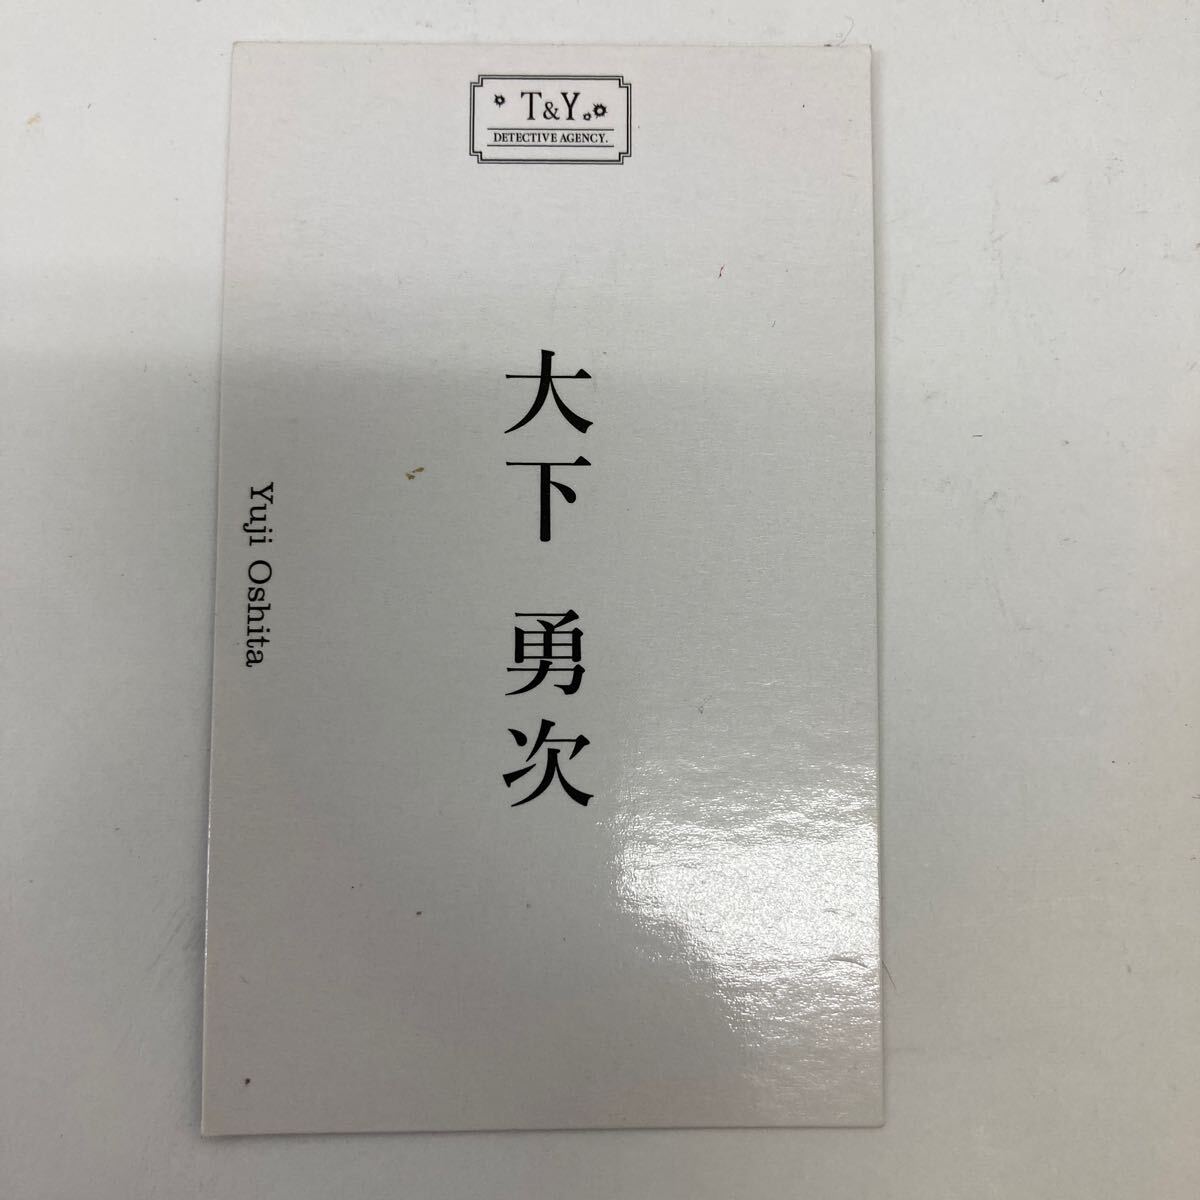 T&Y
DETECTIVE AGENCY.
大下 勇次
Yuji Oshita